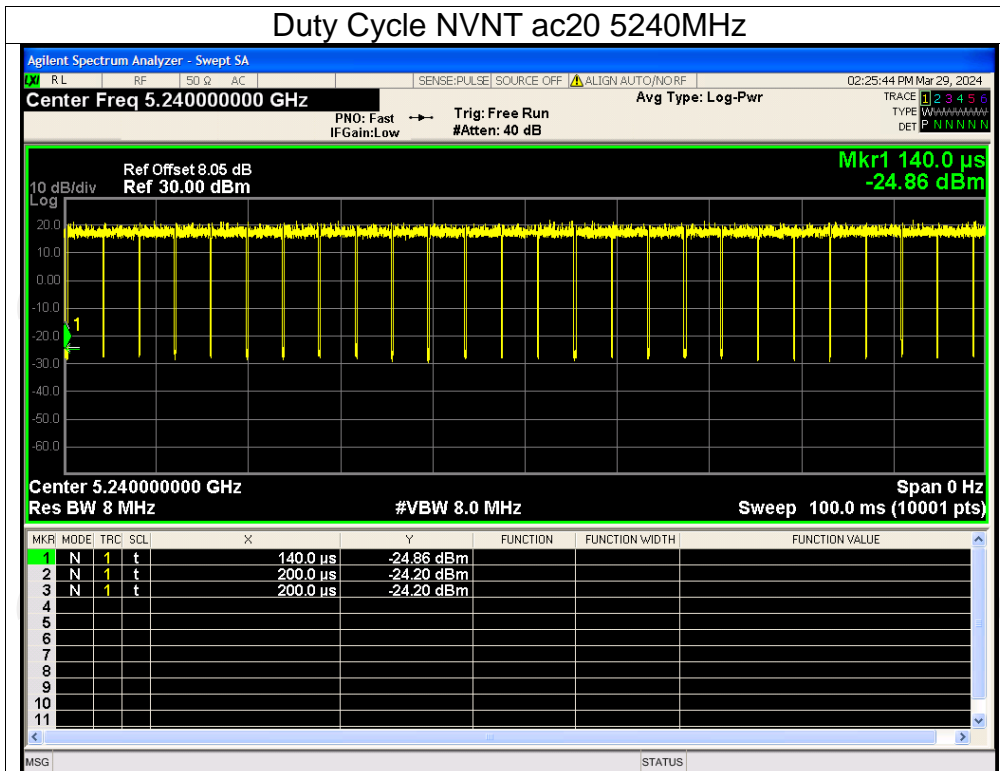 Duty Cycle NVNT ac20 5240MHz
Agilent Spectrum Analyzer - Swept SA
LXI RL RF 50 Ω AC SENSE:PULSE SOURCE OFF ALIGN AUTO/NO RF 02:25:44 PM Mar 29, 2024
Center Freq 5.240000000 GHz Avg Type: Log-Pwr TRACE 1 2 3 4 5 6
PNO: Fast Trig: Free Run TYPE W
IFGain:Low #Atten: 40 dB DET P N N N N N
Mkr1 140.0 µs
Ref Offset 8.05 dB
10 dB/div Ref 30.00 dBm -24.86 dBm
Log
20.0
10.0
0.00
-10.0
1
-20.0
-30.0
-40.0
-50.0
-60.0
Center 5.240000000 GHz Span 0 Hz
Res BW 8 MHz #VBW 8.0 MHz Sweep 100.0 ms (10001 pts)
MKR MODE TRC SCL X Y FUNCTION FUNCTION WIDTH FUNCTION VALUE
1 N 1 t 140.0 µs -24.86 dBm
2 N 1 t 200.0 µs -24.20 dBm
3 N 1 t 200.0 µs -24.20 dBm
4
5
6
7
8
9
10
11
MSG STATUS